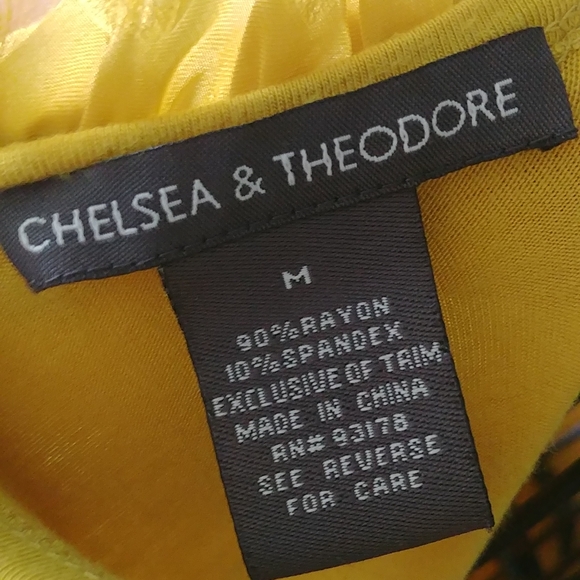 CHELSEA & THEODORE
M
90%RAYON
10%SPANDEX
EXCLUSIVE OF TRIM
MADE IN CHINA
RN# 93178
SEE REVERSE
FOR CARE